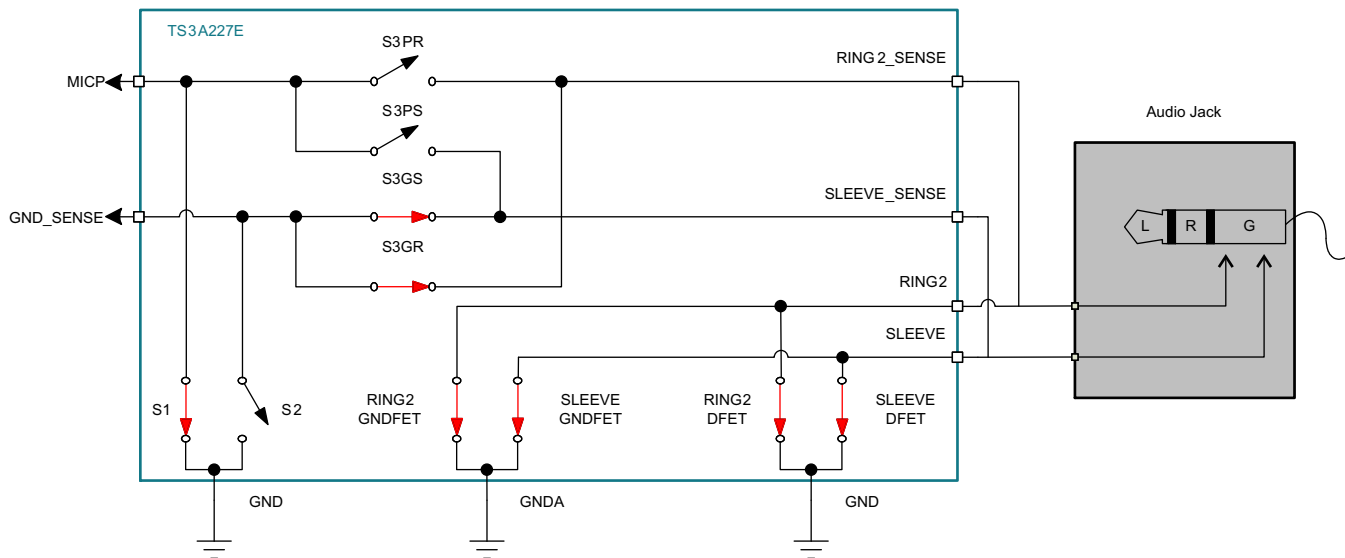 TS3A227E
S3PR
RING2_SENSE
MICP
S3PS
Audio Jack
S3GS
SLEEVE_SENSE
GND_SENSE
L R G
S3GR
RING2
SLEEVE
S1
S2
RING2
GNDFET
SLEEVE
GNDFET
RING2
DFET
SLEEVE
DFET
GND
GNDA
GND